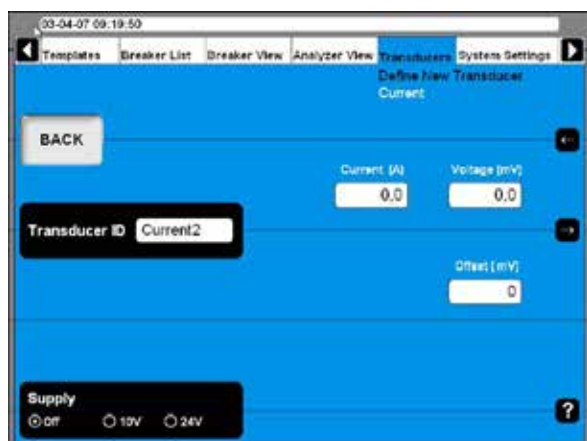 03-04-07 09:19:50
Templates Breaker List Breaker View Analyzer View Transducers System Settings
Define New Transducer
Current
BACK
Current (A) Voltage (mV)
0.0 0.0
Transducer ID Current2
Offset (mV)
0
Supply
Off 10V 24V
?